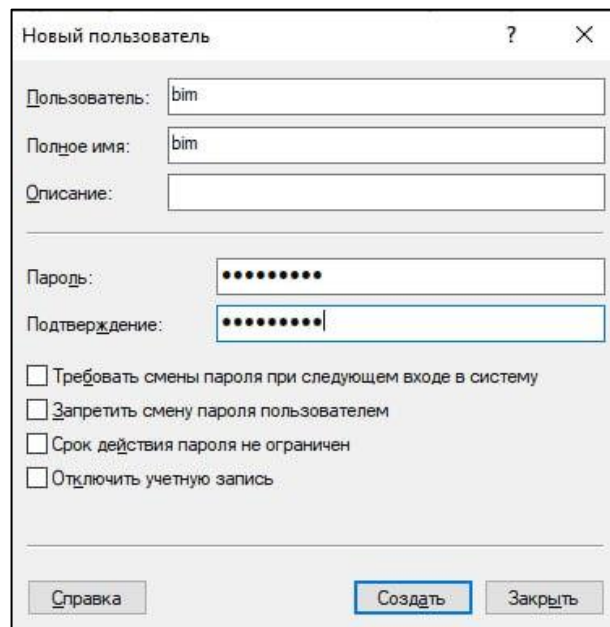 Новый пользователь ?
Пользователь: bim
Полное имя: bim
Описание:
Пароль: •••••••••
Подтверждение: •••••••••
Требовать смены пароля при следующем входе в систему
Запретить смену пароля пользователем
Срок действия пароля не ограничен
Отключить учетную запись
Справка Создать Закрыть